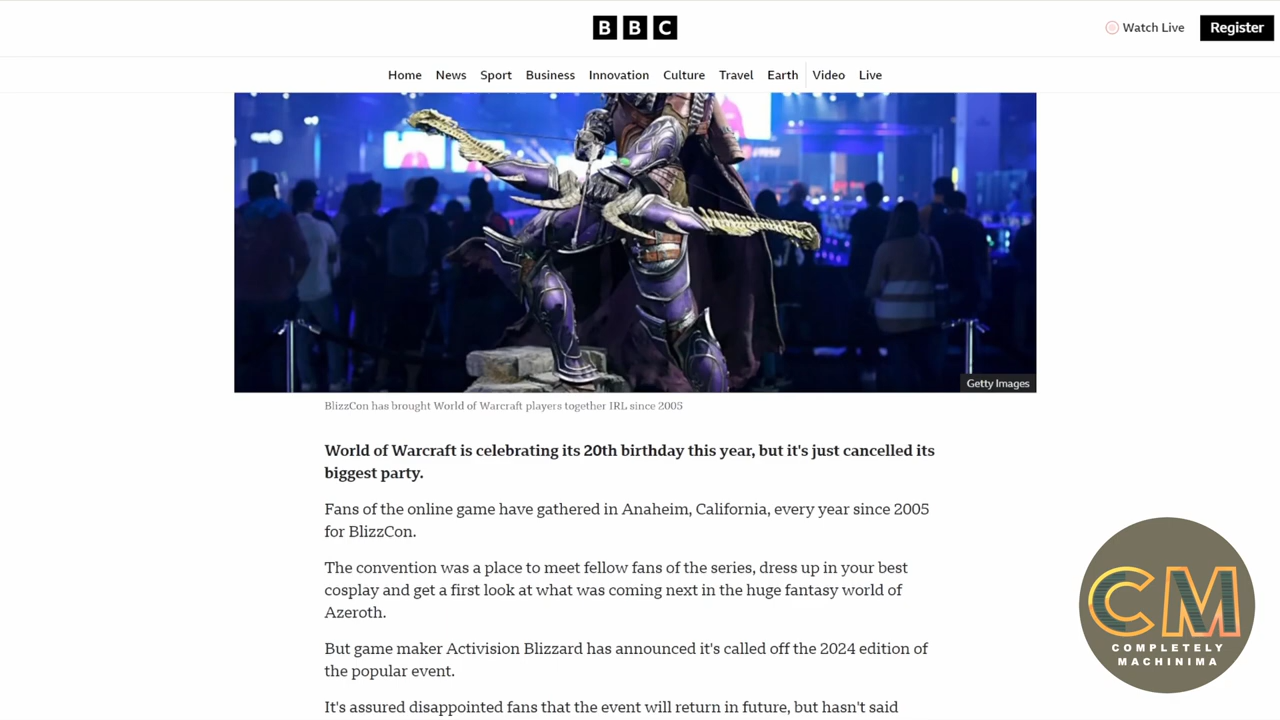 BBC
Watch Live
Register
Home News Sport Business Innovation Culture Travel Earth Video Live
Getty Images
BlizzCon has brought World of Warcraft players together IRL since 2005
World of Warcraft is celebrating its 20th birthday this year, but it's just cancelled its
biggest party.
Fans of the online game have gathered in Anaheim, California, every year since 2005
for BlizzCon.
The convention was a place to meet fellow fans of the series, dress up in your best
cosplay and get a first look at what was coming next in the huge fantasy world of
Azeroth.
But game maker Activision Blizzard has announced it's called off the 2024 edition of
the popular event.
It's assured disappointed fans that the event will return in future, but hasn't said
CM
COMPLETELY
MACHINIMA